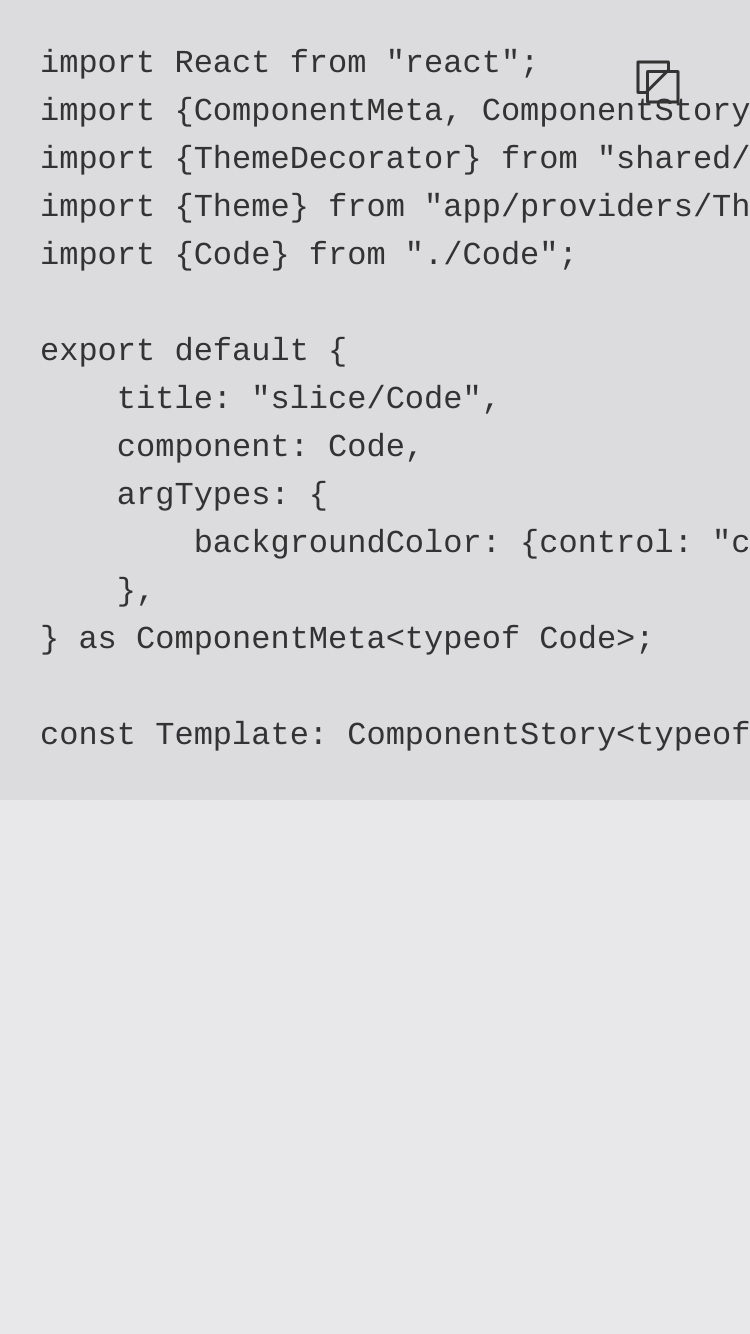 import React from "react";
import {ComponentMeta, ComponentStory
import {ThemeDecorator} from "shared/
import {Theme} from "app/providers/Th
import {Code} from "./Code";

export default {
    title: "slice/Code",
    component: Code,
    argTypes: {
        backgroundColor: {control: "c
    },
} as ComponentMeta<typeof Code>;

const Template: ComponentStory<typeof